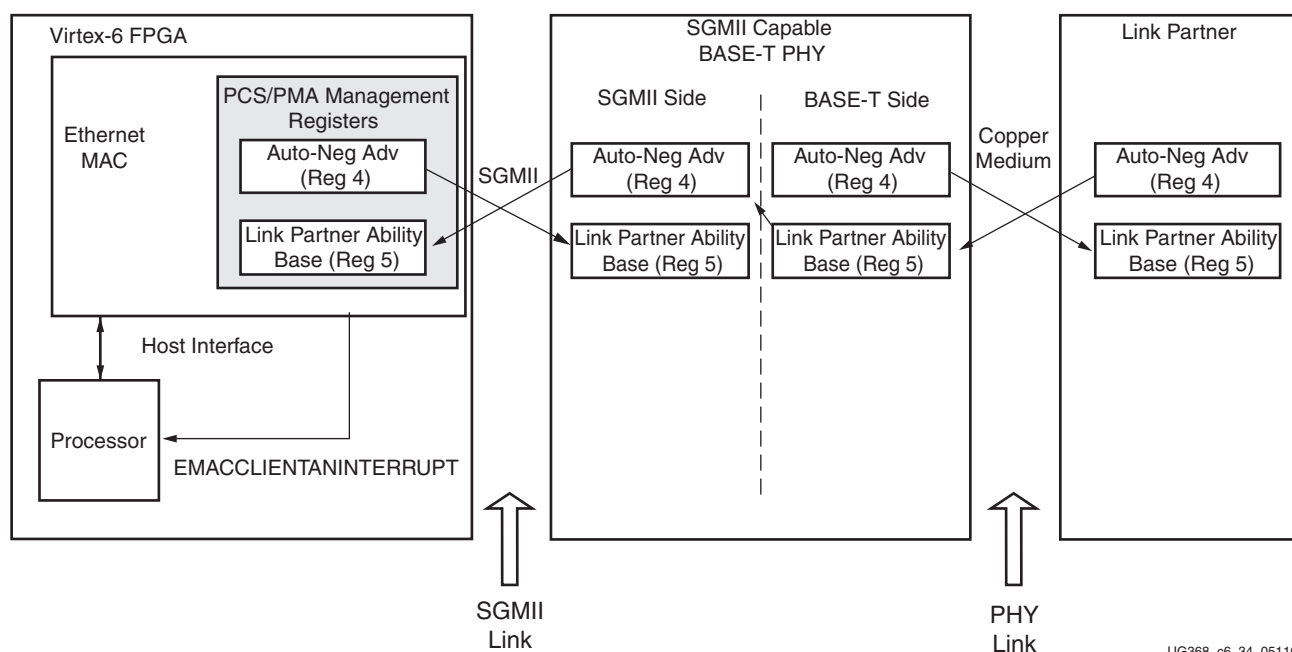 Virtex-6 FPGA
Ethernet
MAC
PCS/PMA Management
Registers
Auto-Neg Adv
(Reg 4)
Link Partner Ability
Base (Reg 5)
Host Interface
Processor
EMACCLIENTANINTERRUPT
SGMII
SGMII
Link
SGMII Capable
BASE-T PHY
SGMII Side
BASE-T Side
Auto-Neg Adv
(Reg 4)
Auto-Neg Adv
(Reg 4)
Link Partner Ability
Base (Reg 5)
Link Partner Ability
Base (Reg 5)
Copper
Medium
PHY
Link
Link Partner
Auto-Neg Adv
(Reg 4)
Link Partner Ability
Base (Reg 5)